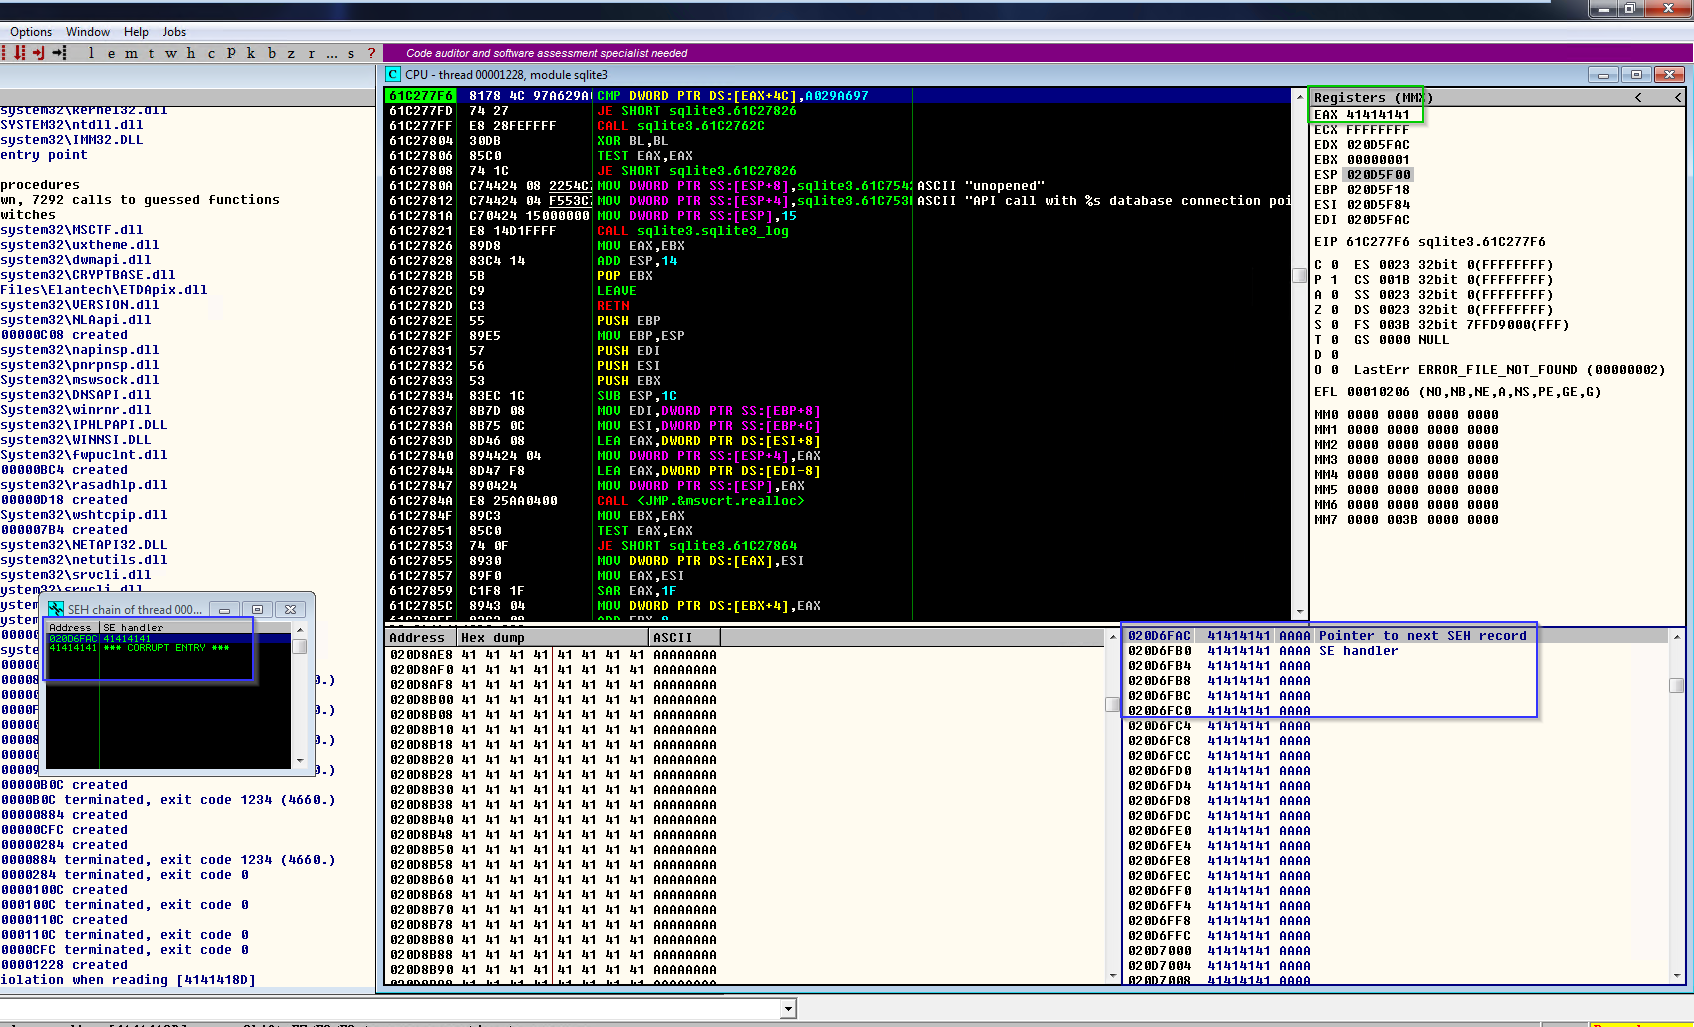 Options Window Help Jobs
l e m t w h c P k b z r ... s ?
Code auditor and software assessment specialist needed
system32\kernel32.dll
SYSTEM32\ntdll.dll
system32\IMM32.DLL
entry point
procedures
wn, 7292 calls to guessed functions
witches
system32\MSCTF.dll
system32\uxtheme.dll
system32\dwmapi.dll
system32\CRYPTBASE.dll
Files\Elantech\ETDApix.dll
system32\VERSION.dll
system32\NLAapi.dll
00000C08 created
system32\napinsp.dll
system32\pnrpnsp.dll
System32\mswsock.dll
system32\DNSAPI.dll
System32\winrnr.dll
system32\IPHLPAPI.DLL
system32\WINNSI.DLL
System32\fwpuclnt.dll
00000BC4 created
system32\rasadhlp.dll
00000D18 created
System32\wshtcpip.dll
000007B4 created
system32\NETAPI32.DLL
system32\netutils.dll
system32\srvcli.dll
00000B0C created
0000B0C terminated, exit code 1234 (4660.)
00000884 created
00000CFC created
00000284 created
0000884 terminated, exit code 1234 (4660.)
0000284 terminated, exit code 0
0000100C created
000100C terminated, exit code 0
0000110C created
000110C terminated, exit code 0
0000CFC terminated, exit code 0
00001228 created
iolation when reading [4141418D]
SEH chain of thread 000...
Address SE handler
020D6FAC 41414141
41414141 *** CORRUPT ENTRY ***
CPU - thread 00001228, module sqlite3
61C277F6 8178 4C 97A629A0 CMP DWORD PTR DS:[EAX+4C],A029A697
61C277FD 74 27 JE SHORT sqlite3.61C27826
61C277FF E8 28FEFFFF CALL sqlite3.61C2762C
61C27804 30DB XOR BL,BL
61C27806 85C0 TEST EAX,EAX
61C27808 74 1C JE SHORT sqlite3.61C27826
61C2780A C74424 08 2254C7 MOV DWORD PTR SS:[ESP+8],sqlite3.61C7542 ASCII "unopened"
61C27812 C74424 04 F553C7 MOV DWORD PTR SS:[ESP+4],sqlite3.61C753 ASCII "API call with %s database connection poi
61C2781A C70424 15000000 MOV DWORD PTR SS:[ESP],15
61C27821 E8 14D1FFFF CALL sqlite3.sqlite3_log
61C27826 89D8 MOV EAX,EBX
61C27828 83C4 14 ADD ESP,14
61C2782B 5B POP EBX
61C2782C C9 LEAVE
61C2782D C3 RETN
61C2782E 55 PUSH EBP
61C2782F 89E5 MOV EBP,ESP
61C27831 57 PUSH EDI
61C27832 56 PUSH ESI
61C27833 53 PUSH EBX
61C27834 83EC 1C SUB ESP,1C
61C27837 8B7D 08 MOV EDI,DWORD PTR SS:[EBP+8]
61C2783A 8B75 0C MOV ESI,DWORD PTR SS:[EBP+C]
61C2783D 8D46 08 LEA EAX,DWORD PTR DS:[ESI+8]
61C27840 894424 04 MOV DWORD PTR SS:[ESP+4],EAX
61C27844 8D47 F8 LEA EAX,DWORD PTR DS:[EDI-8]
61C27847 890424 MOV DWORD PTR SS:[ESP],EAX
61C2784A E8 25AA0400 CALL <JMP.&msvcrt.realloc>
61C2784F 89C3 MOV EBX,EAX
61C27851 85C0 TEST EAX,EAX
61C27853 74 0F JE SHORT sqlite3.61C27864
61C27855 8930 MOV DWORD PTR DS:[EAX],ESI
61C27857 89F0 MOV EAX,ESI
61C27859 C1F8 1F SAR EAX,1F
61C2785C 8943 04 MOV DWORD PTR DS:[EBX+4],EAX
Registers (MMX) < <
EAX 41414141
ECX FFFFFFFF
EDX 020D5FAC
EBX 00000001
ESP 020D5F00
EBP 020D5F18
ESI 020D5F84
EDI 020D5FAC
EIP 61C277F6 sqlite3.61C277F6
C 0 ES 0023 32bit 0(FFFFFFFF)
P 1 CS 001B 32bit 0(FFFFFFFF)
A 0 SS 0023 32bit 0(FFFFFFFF)
Z 0 DS 0023 32bit 0(FFFFFFFF)
S 0 FS 003B 32bit 7FFD9000(FFF)
T 0 GS 0000 NULL
D 0
O 0 LastErr ERROR_FILE_NOT_FOUND (00000002)
EFL 00010206 (NO,NB,NE,A,NS,PE,GE,G)
MM0 0000 0000 0000 0000
MM1 0000 0000 0000 0000
MM2 0000 0000 0000 0000
MM3 0000 0000 0000 0000
MM4 0000 0000 0000 0000
MM5 0000 0000 0000 0000
MM6 0000 0000 0000 0000
MM7 0000 003B 0000 0000
Address Hex dump ASCII
020D8AE8 41 41 41 41 41 41 41 41 AAAAAAAA
020D8AF0 41 41 41 41 41 41 41 41 AAAAAAAA
020D8AF8 41 41 41 41 41 41 41 41 AAAAAAAA
020D8B00 41 41 41 41 41 41 41 41 AAAAAAAA
020D8B08 41 41 41 41 41 41 41 41 AAAAAAAA
020D8B10 41 41 41 41 41 41 41 41 AAAAAAAA
020D8B18 41 41 41 41 41 41 41 41 AAAAAAAA
020D8B20 41 41 41 41 41 41 41 41 AAAAAAAA
020D8B28 41 41 41 41 41 41 41 41 AAAAAAAA
020D8B30 41 41 41 41 41 41 41 41 AAAAAAAA
020D8B38 41 41 41 41 41 41 41 41 AAAAAAAA
020D8B40 41 41 41 41 41 41 41 41 AAAAAAAA
020D8B48 41 41 41 41 41 41 41 41 AAAAAAAA
020D8B50 41 41 41 41 41 41 41 41 AAAAAAAA
020D8B58 41 41 41 41 41 41 41 41 AAAAAAAA
020D8B60 41 41 41 41 41 41 41 41 AAAAAAAA
020D8B68 41 41 41 41 41 41 41 41 AAAAAAAA
020D8B70 41 41 41 41 41 41 41 41 AAAAAAAA
020D8B78 41 41 41 41 41 41 41 41 AAAAAAAA
020D8B80 41 41 41 41 41 41 41 41 AAAAAAAA
020D8B88 41 41 41 41 41 41 41 41 AAAAAAAA
020D8B90 41 41 41 41 41 41 41 41 AAAAAAAA
020D6FAC 41414141 AAAA Pointer to next SEH record
020D6FB0 41414141 AAAA SE handler
020D6FB4 41414141 AAAA
020D6FB8 41414141 AAAA
020D6FBC 41414141 AAAA
020D6FC0 41414141 AAAA
020D6FC4 41414141 AAAA
020D6FC8 41414141 AAAA
020D6FCC 41414141 AAAA
020D6FD0 41414141 AAAA
020D6FD4 41414141 AAAA
020D6FD8 41414141 AAAA
020D6FDC 41414141 AAAA
020D6FE0 41414141 AAAA
020D6FE4 41414141 AAAA
020D6FE8 41414141 AAAA
020D6FEC 41414141 AAAA
020D6FF0 41414141 AAAA
020D6FF4 41414141 AAAA
020D6FF8 41414141 AAAA
020D6FFC 41414141 AAAA
020D7000 41414141 AAAA
020D7004 41414141 AAAA
020D7008 41414141 AAAA